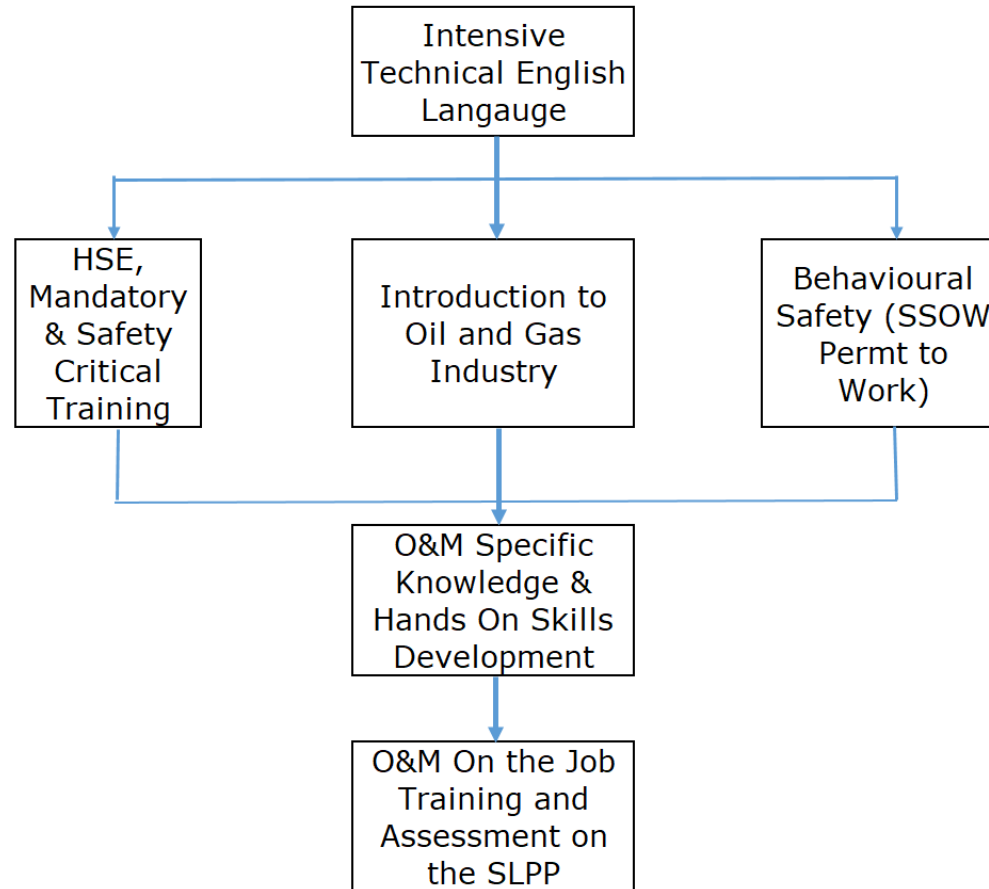 Intensive
Technical English
Langauge
HSE,
Mandatory
& Safety
Critical
Training
Introduction to
Oil and Gas
Industry
Behavioural
Safety (SSOW
Permt to
Work)
O&M Specific
Knowledge &
Hands On Skills
Development
O&M On the Job
Training and
Assessment on
the SLPP